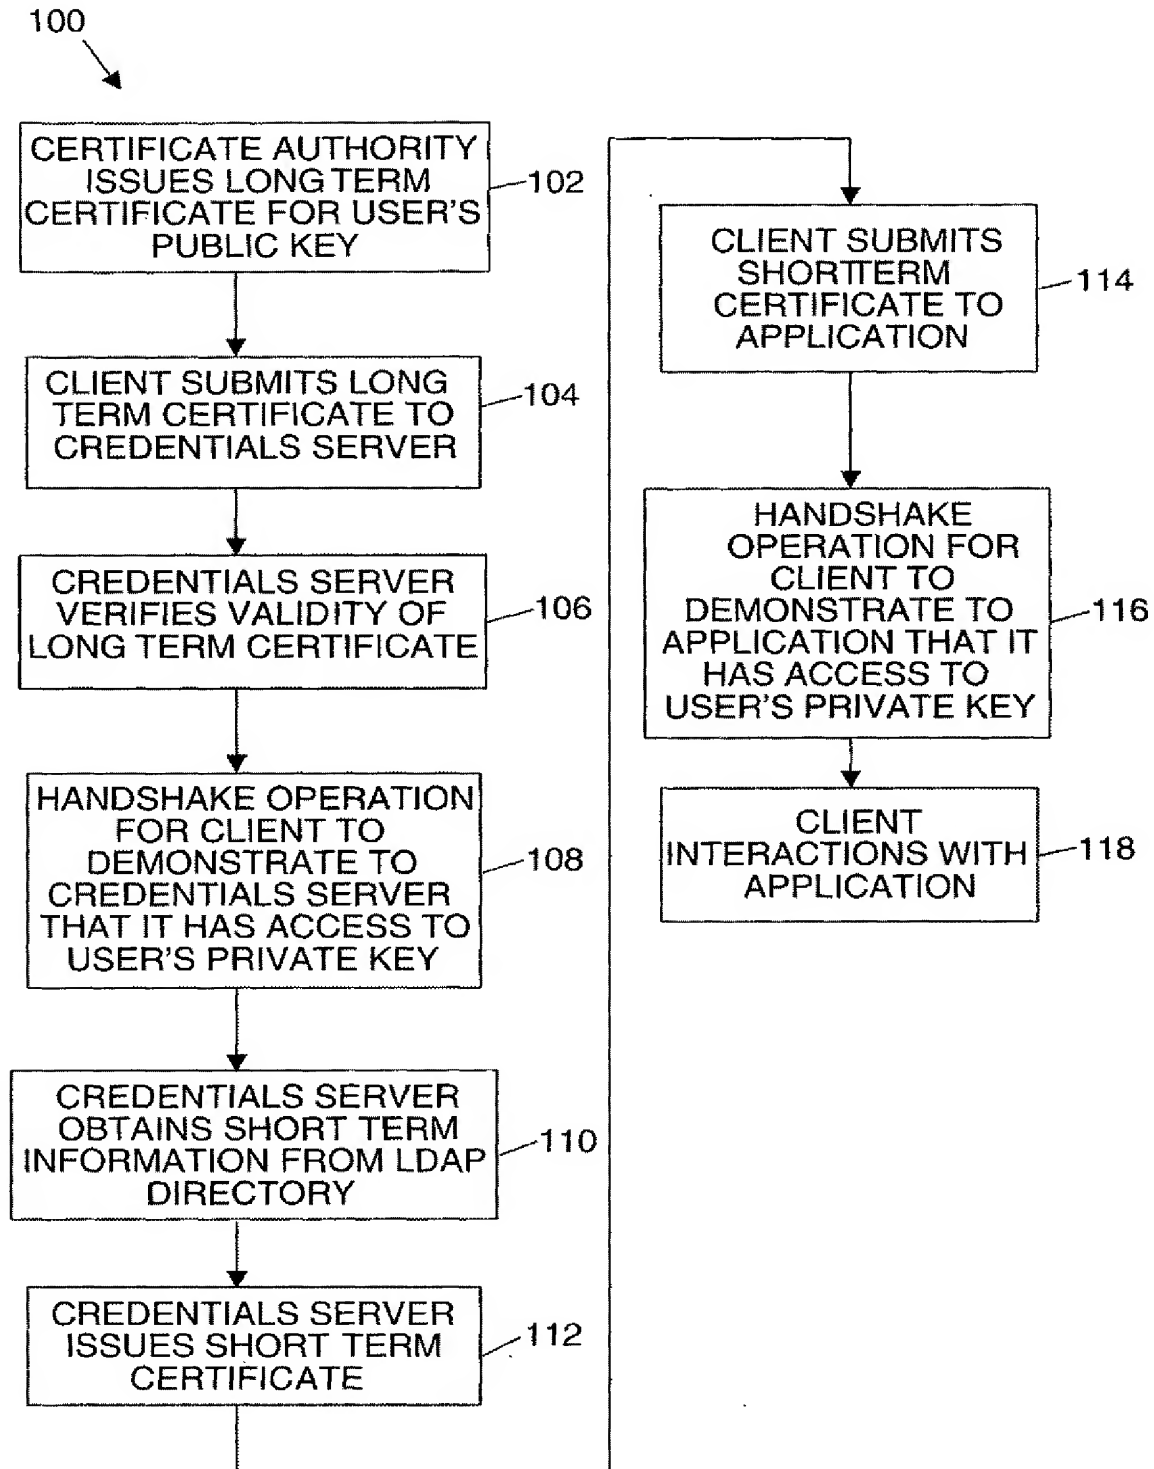 100
CERTIFICATE AUTHORITY
ISSUES LONG TERM
CERTIFICATE FOR USER'S
PUBLIC KEY
102
CLIENT SUBMITS LONG
TERM CERTIFICATE TO
CREDENTIALS SERVER
104
CREDENTIALS SERVER
VERIFIES VALIDITY OF
LONG TERM CERTIFICATE
106
HANDSHAKE OPERATION
FOR CLIENT TO
DEMONSTRATE TO
CREDENTIALS SERVER
THAT IT HAS ACCESS TO
USER'S PRIVATE KEY
108
CREDENTIALS SERVER
OBTAINS SHORT TERM
INFORMATION FROM LDAP
DIRECTORY
110
CREDENTIALS SERVER
ISSUES SHORT TERM
CERTIFICATE
112
CLIENT SUBMITS
SHORTTERM
CERTIFICATE TO
APPLICATION
114
HANDSHAKE
OPERATION FOR
CLIENT TO
DEMONSTRATE TO
APPLICATION THAT IT
HAS ACCESS TO
USER'S PRIVATE KEY
116
CLIENT
INTERACTIONS WITH
APPLICATION
118